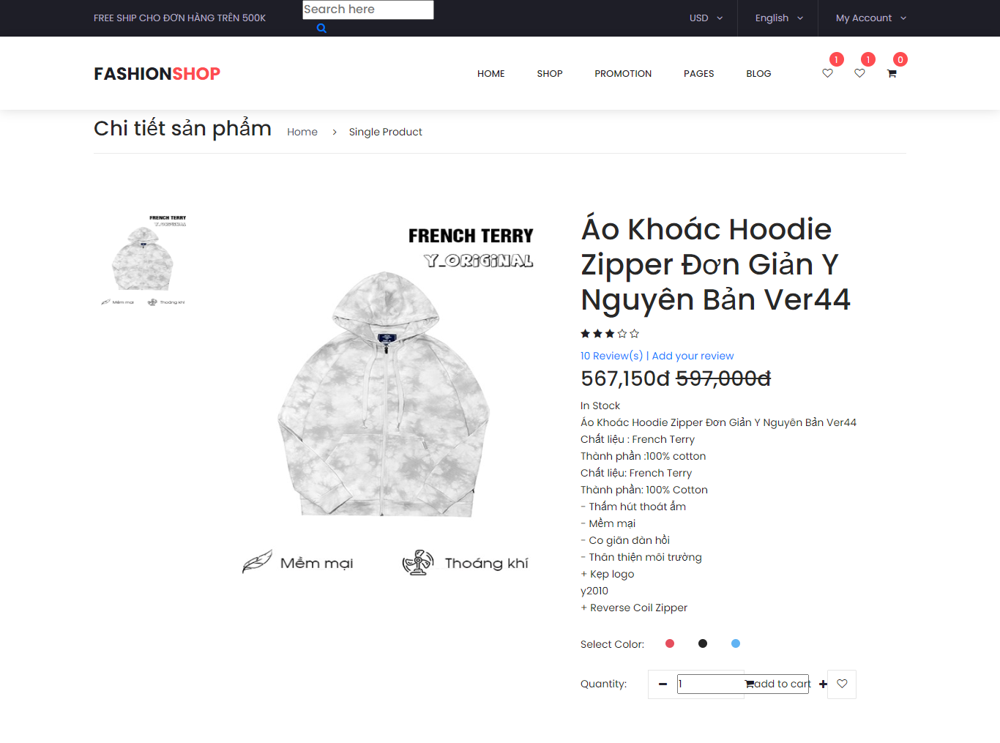 FREE SHIP CHO ĐƠN HÀNG TRÊN 500K
Search here
USD
English
My Account
FASHIONSHOP
HOME
SHOP
PROMOTION
PAGES
BLOG
1
1
0
Chi tiết sản phẩm
Home > Single Product
FRENCH TERRY
Y_ORIGINAL
Mềm mại
Thoáng khí
FRENCH TERRY
Y_ORIGINAL
Mềm mại
Thoáng khí
Áo Khoác Hoodie
Zipper Đơn Giản Y
Nguyên Bản Ver44
10 Review(s) | Add your review
567,150đ 597,000đ
In Stock
Áo Khoác Hoodie Zipper Đơn Giản Y Nguyên Bản Ver44
Chất liệu : French Terry
Thành phần :100% cotton
Chất liệu: French Terry
Thành phần: 100% Cotton
- Thấm hút thoát ẩm
- Mềm mại
- Co giãn đàn hồi
- Thân thiện môi trường
+ Kẹp logo
y2010
+ Reverse Coil Zipper
Select Color:
Quantity:
1
add to cart